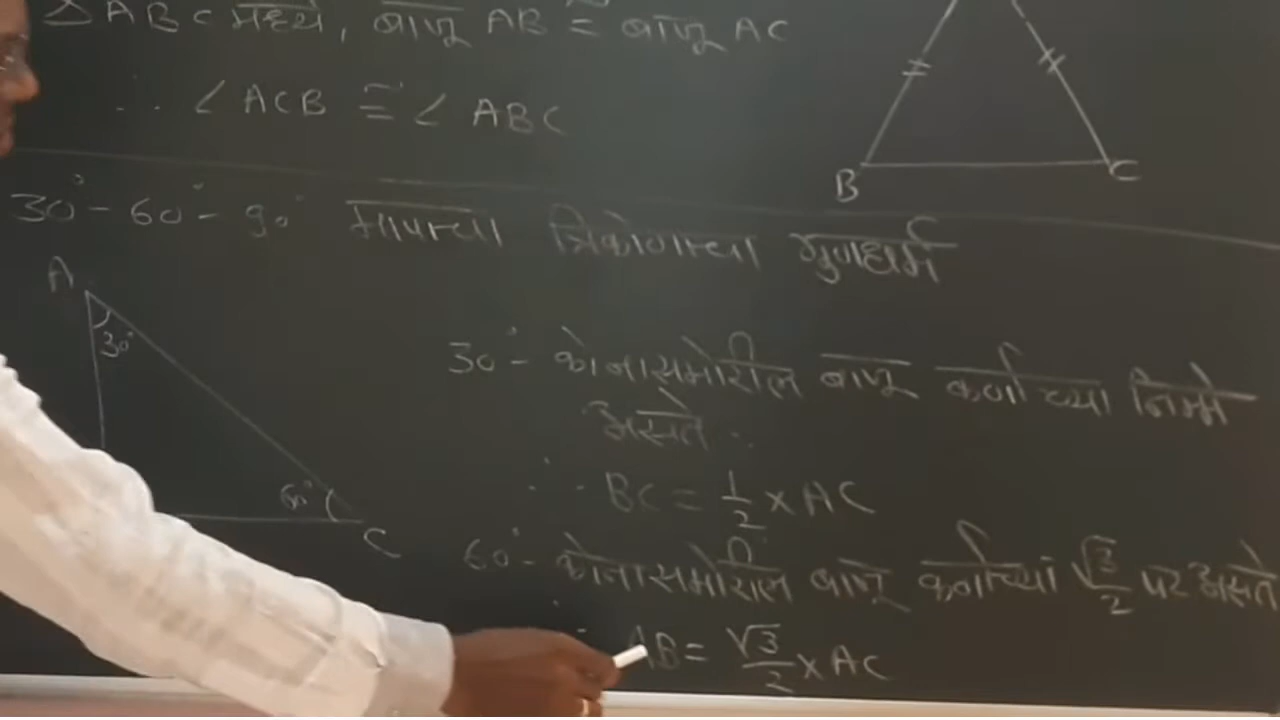 △ABC मध्ये, बाजू AB ≅ बाजू AC
∴ ∠ACB ≅ ∠ABC
B
C
30°-60°-90° मापाच्या त्रिकोणाच्या गुणधर्म
A
30°
60°
C
30°- कोनासमोरील बाजू कर्णाच्या निम्मी
असते.
∴ BC = 1/2 × AC
60°- कोनासमोरील बाजू कर्णाच्या √3/2 पट असते
AB = √3/2 × AC